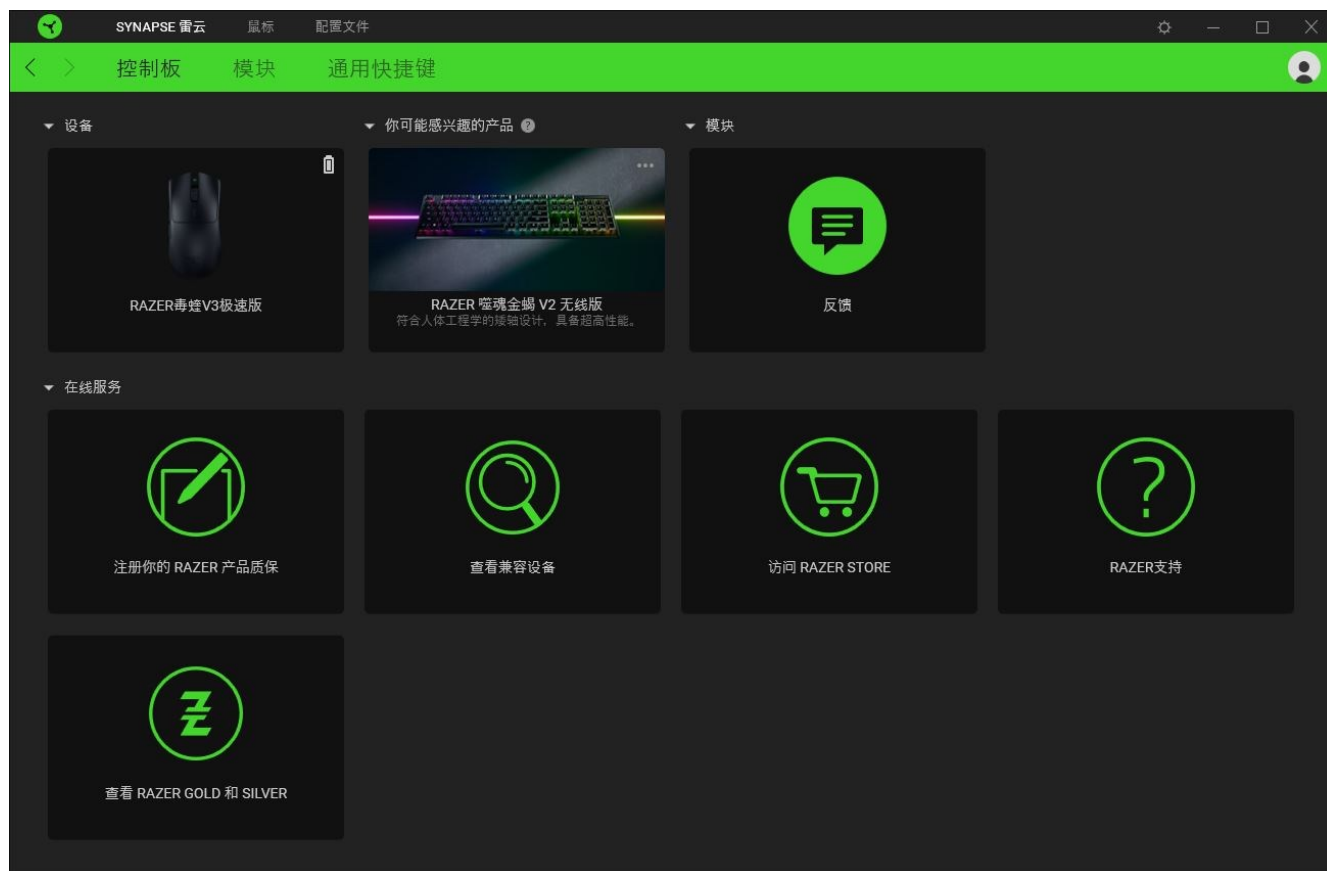 SYNAPSE 雷云 鼠标 配置文件
控制板 模块 通用快捷键
设备
你可能感兴趣的产品 ?
模块
RAZER毒蝰V3极速版
RAZER 噬魂金蝎 V2 无线版
符合人体工程学的矮轴设计，具备超高性能。
反馈
在线服务
注册你的 RAZER 产品质保
查看兼容设备
访问 RAZER STORE
RAZER支持
查看 RAZER GOLD 和 SILVER